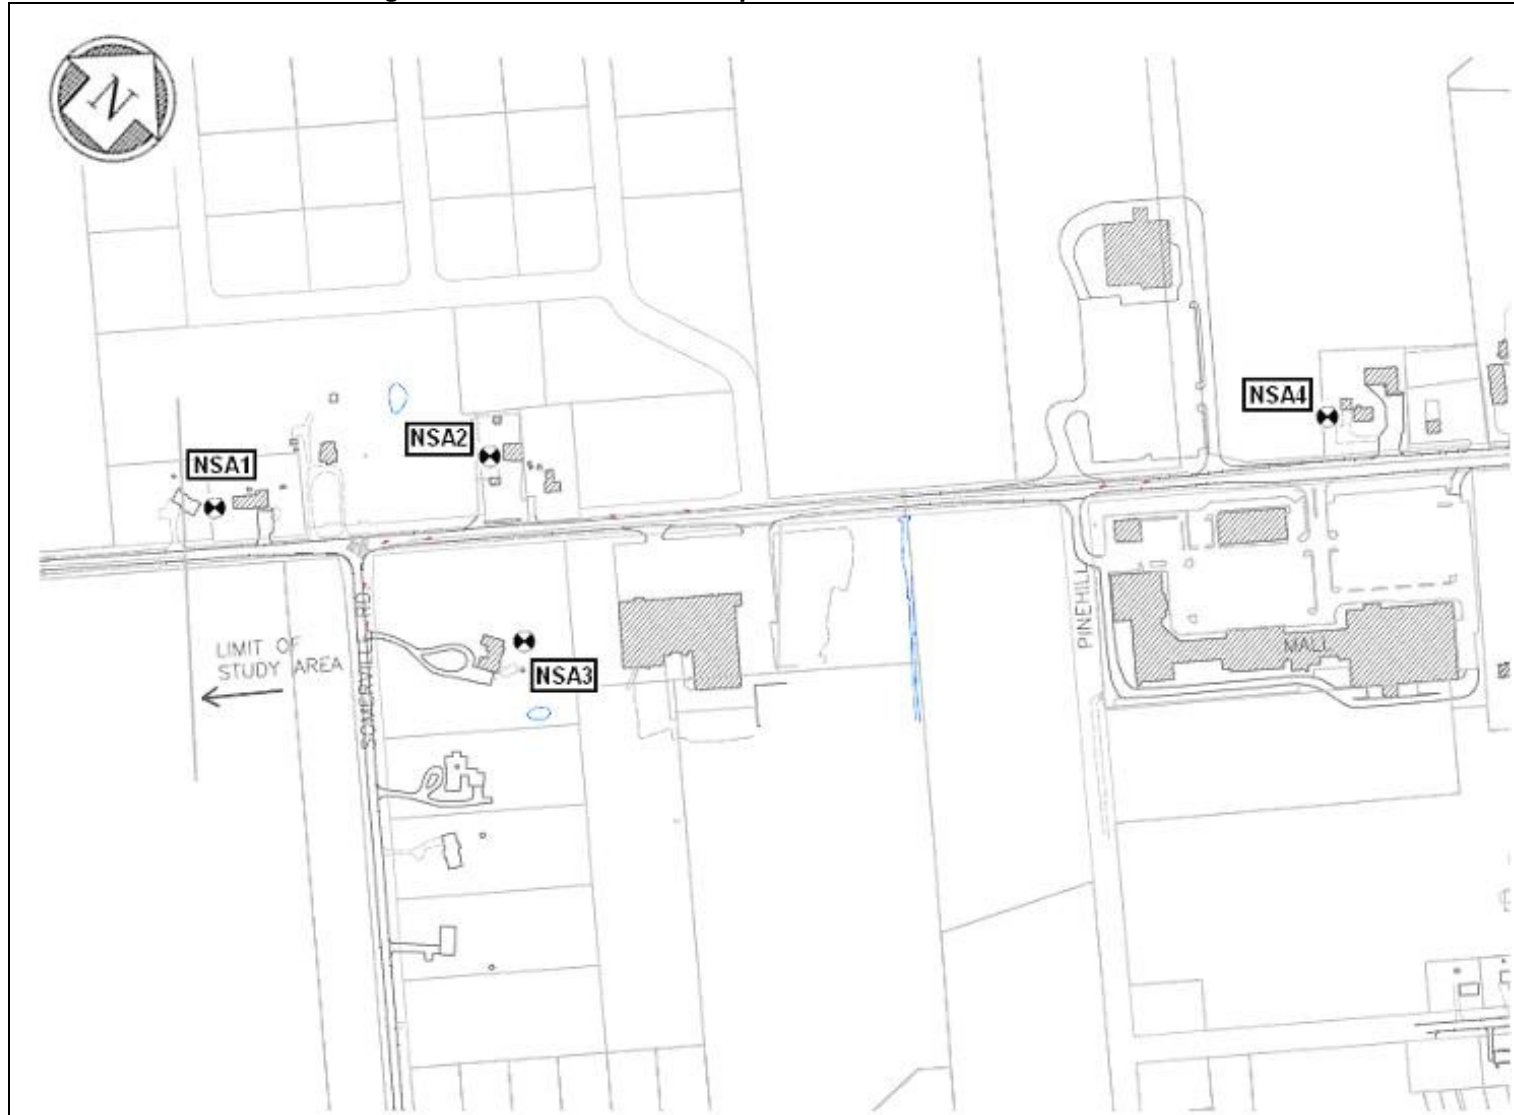 N
NSA4
NSA2
NSA1
PINEHILL
LIMIT OF
STUDY AREA
SOMERVILLE RD
MALL
NSA3